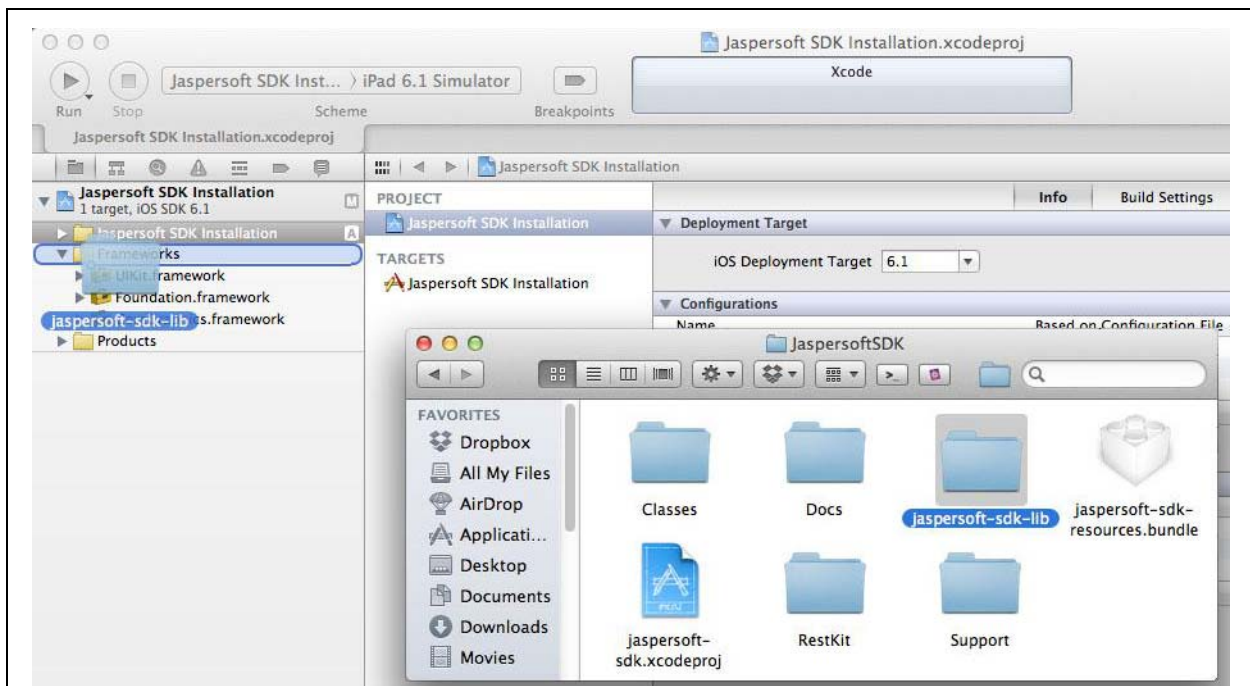 Jaspersoft SDK Installation.xcodeproj
Jaspersoft SDK Inst... 〉 iPad 6.1 Simulator
Xcode
Run Stop Scheme Breakpoints
Jaspersoft SDK Installation.xcodeproj
Jaspersoft SDK Installation
Jaspersoft SDK Installation M
1 target, iOS SDK 6.1
Jaspersoft SDK Installation A
Frameworks
UIKit.framework
Foundation.framework
jaspersoft-sdk-lib cs.framework
Products
PROJECT
Jaspersoft SDK Installation
TARGETS
Jaspersoft SDK Installation
Info Build Settings
Deployment Target
iOS Deployment Target 6.1
Configurations
Name Based on Configuration File
JaspersoftSDK
FAVORITES
Dropbox
All My Files
AirDrop
Applicati...
Desktop
Documents
Downloads
Movies
Classes
Docs
jaspersoft-sdk-lib
jaspersoft-sdk-
resources.bundle
jaspersoft-
sdk.xcodeproj
RestKit
Support